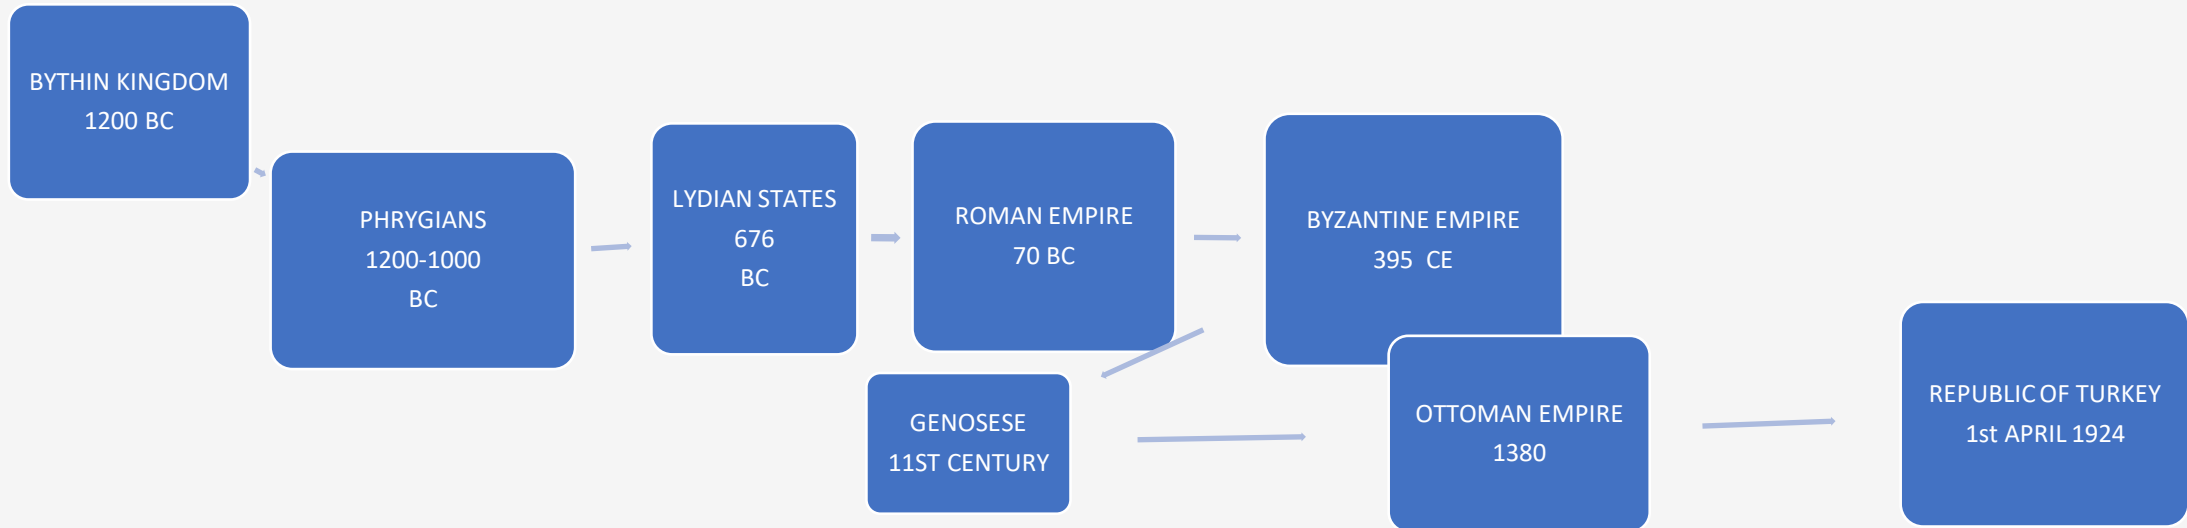 BYTHIN KINGDOM
1200 BC
PHRYGIANS
1200-1000
BC
LYDIAN STATES
676
BC
ROMAN EMPIRE
70 BC
BYZANTINE EMPIRE
395 CE
GENOSESE
11ST CENTURY
OTTOMAN EMPIRE
1380
REPUBLIC OF TURKEY
1st APRIL 1924